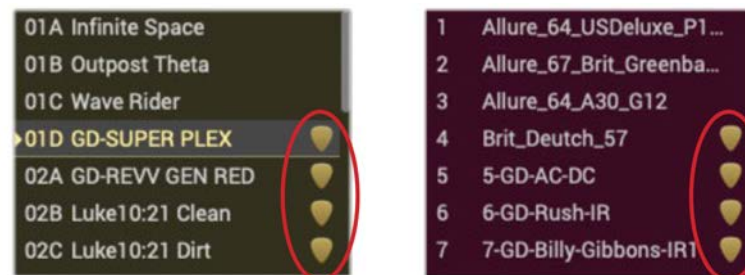 01A Infinite Space
01B Outpost Theta
01C Wave Rider
01D GD-SUPER PLEX
02A GD-REVV GEN RED
02B Luke10:21 Clean
02C Luke10:21 Dirt
1 Allure_64_USDeluxe_P1...
2 Allure_67_Brit_Greenba...
3 Allure_64_A30_G12
4 Brit_Deutch_57
5 5-GD-AC-DC
6 6-GD-Rush-IR
7 7-GD-Billy-Gibbons-IR1